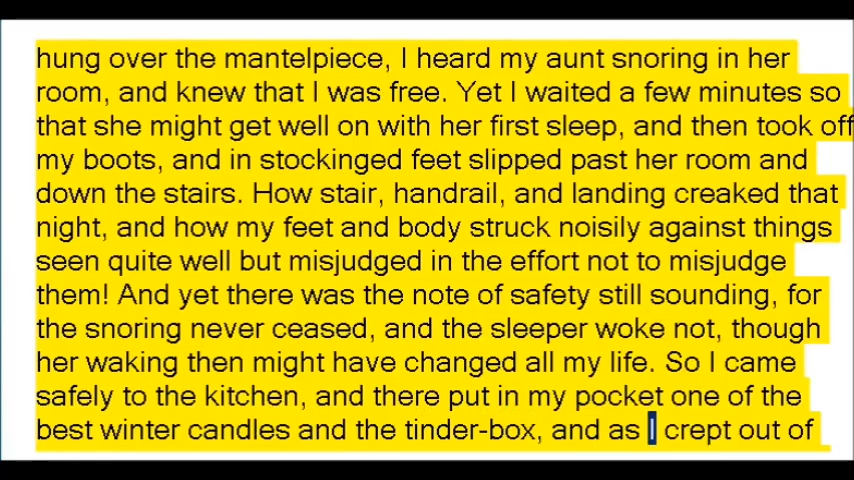 hung over the mantelpiece, I heard my aunt snoring in her
room, and knew that I was free. Yet I waited a few minutes so
that she might get well on with her first sleep, and then took off
my boots, and in stockinged feet slipped past her room and
down the stairs. How stair, handrail, and landing creaked that
night, and how my feet and body struck noisily against things
seen quite well but misjudged in the effort not to misjudge
them! And yet there was the note of safety still sounding, for
the snoring never ceased, and the sleeper woke not, though
her waking then might have changed all my life. So I came
safely to the kitchen, and there put in my pocket one of the
best winter candles and the tinder-box, and as I crept out of